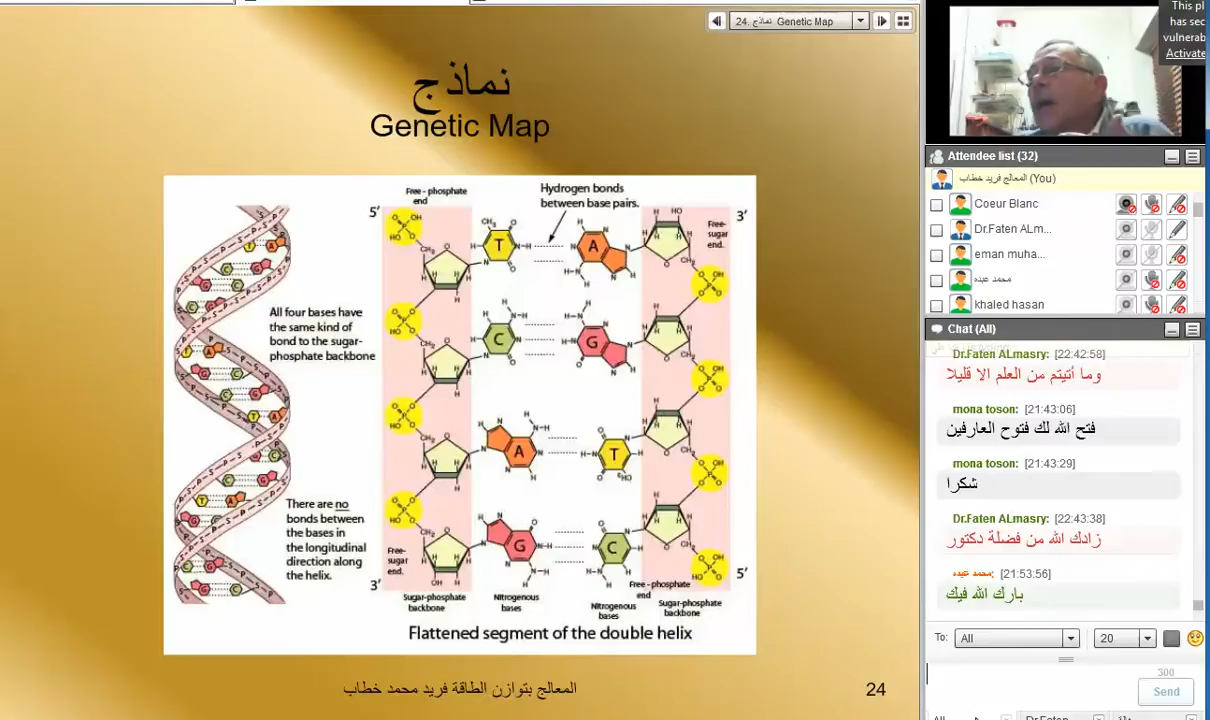 24. نماذج Genetic Map
نماذج
Genetic Map
Free - phosphate
end
Hydrogen bonds
between base pairs.
5'
3'
Free-
sugar
end.
All four bases have
the same kind of
bond to the sugar-
phosphate backbone
T
A
C
G
A
T
G
C
There are no
bonds between
the bases in
the longitudinal
direction along
the helix.
Free-
sugar
end.
3'
5'
Free - phosphate
end
Sugar-phosphate
backbone
Nitrogenous
bases
Nitrogenous
bases
Sugar-phosphate
backbone
Flattened segment of the double helix
المعالج بتوازن الطاقة فريد محمد خطاب
24
This pl
has sec
vulnerab
Activate
Attendee list (32)
المعالج فريد خطاب (You)
Coeur Blanc
Dr.Faten ALm...
eman muha...
محمد عبده
khaled hasan
Chat (All)
Dr.Faten ALmasry: [22:42:58]
وما أتيتم من العلم الا قليلا
mona toson: [21:43:06]
فتح الله لك فتوح العارفين
mona toson: [21:43:29]
شكرا
Dr.Faten ALmasry: [22:43:38]
زادك الله من فضلة دكتور
محمد عبده: [21:53:56]
بارك الله فيك
To: All 20
300
Send